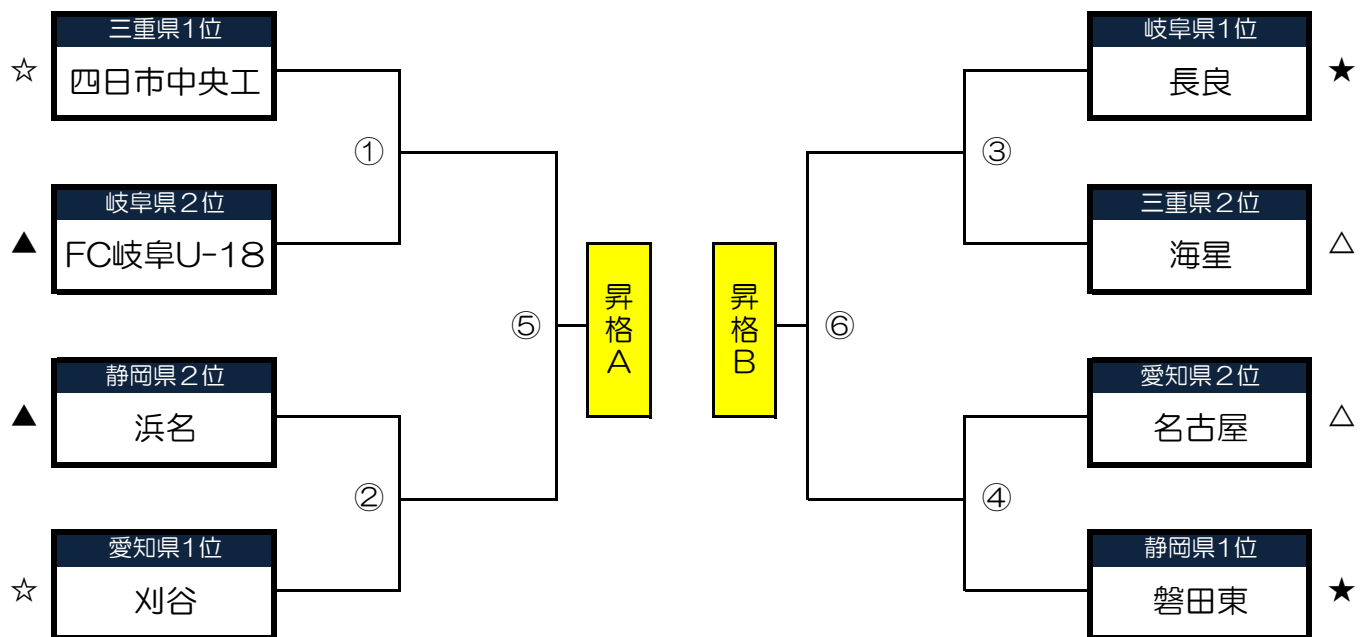 三重県1位
☆
四日市中央工
①
岐阜県2位
▲
FC岐阜U-18
⑤
昇格A
静岡県2位
▲
浜名
②
愛知県1位
☆
刈谷
岐阜県1位
長良
★
③
三重県2位
海星
△
昇格B
⑥
愛知県2位
名古屋
△
④
静岡県1位
磐田東
★